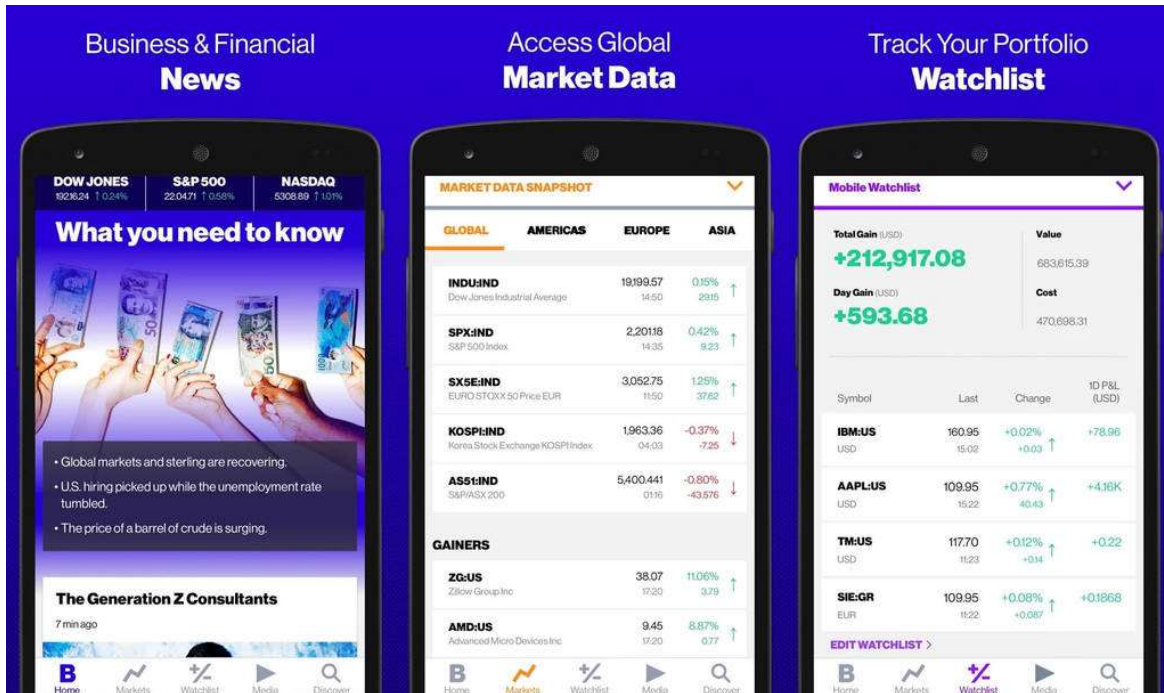 Business & Financial
News
DOW JONES
S&P 500
NASDAQ
19216.24 ↑ 0.24%
22.04.71 ↑ 0.58%
5308.89 ↑ 1.01%
What you need to know
• Global markets and sterling are recovering.
• U.S. hiring picked up while the unemployment rate
tumbled.
• The price of a barrel of crude is surging.
The Generation Z Consultants
7 min ago
B
Home
Markets
Watchlist
Media
Discover
Access Global
Market Data
MARKET DATA SNAPSHOT
GLOBAL AMERICAS EUROPE ASIA
INDU:IND 19,199.57 0.15% ↑
Dow Jones Industrial Average 14:50 29.15
SPX:IND 2,201.18 0.42% ↑
S&P 500 Index 14:35 9.23
SX5E:IND 3,052.75 1.25% ↑
EURO STOXX 50 Price EUR 11:50 37.62
KOSPI:IND 1,963.36 -0.37% ↓
Korea Stock Exchange KOSPI Index 04:03 -7.25
AS51:IND 5,400.441 -0.80% ↓
S&P/ASX 200 01:16 -43.576
GAINERS
ZG:US 38.07 11.06% ↑
Zillow Group Inc 17:20 3.79
AMD:US 9.45 8.87% ↑
Advanced Micro Devices Inc 17:20 0.77
B
Home
Markets
Watchlist
Media
Discover
Track Your Portfolio
Watchlist
Mobile Watchlist
Total Gain (USD) Value
+212,917.08 683,615.39
Day Gain (USD) Cost
+593.68 470,698.31
Symbol Last Change 1D P&L
(USD)
IBM:US 160.95 +0.02% ↑ +78.96
USD 15:02 +0.03
AAPL:US 109.95 +0.77% ↑ +4.16K
USD 15:22 40.43
TM:US 117.70 +0.12% ↑ +0.22
USD 11:23 +0.14
SIE:GR 109.95 +0.08% ↑ +0.1868
EUR 11:22 +0.087
EDIT WATCHLIST >
B
Home
Markets
Watchlist
Media
Discover